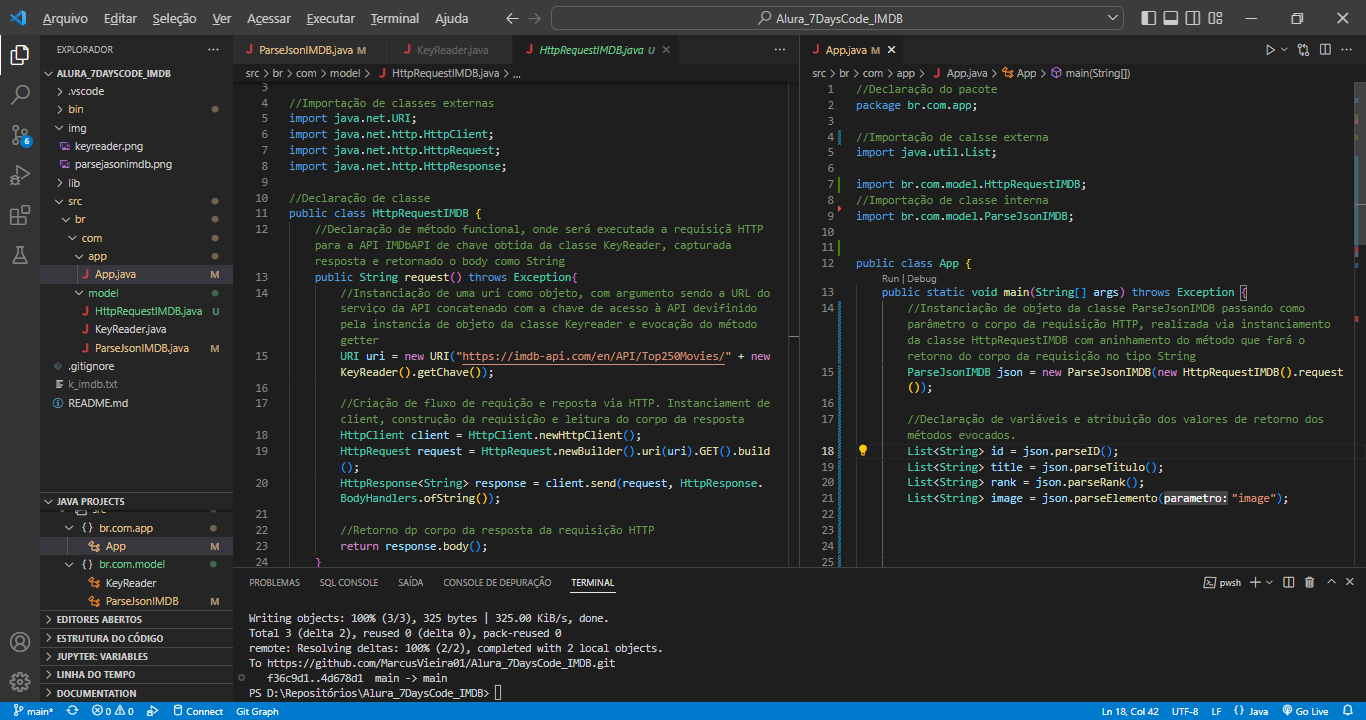 Arquivo Editar Seleção Ver Acessar Executar Terminal Ajuda
Alura_7DaysCode_IMDB
EXPLORADOR
ALURA_7DAYSCODE_IMDB
.vscode
bin
img
keyreader.png
parsejasonimdb.png
lib
src
br
com
app
App.java M
model
HttpRequestIMDB.java U
KeyReader.java
ParseJsonIMDB.java M
.gitignore
k_imdb.txt
README.md
JAVA PROJECTS
src
br.com.app
App M
br.com.model
KeyReader
ParseJsonIMDB M
EDITORES ABERTOS
ESTRUTURA DO CÓDIGO
JUPYTER: VARIABLES
LINHA DO TEMPO
DOCUMENTATION
6
ParseJsonIMDB.java M KeyReader.java HttpRequestIMDB.java U
src > br > com > model > HttpRequestIMDB.java > ...
3
4 //Importação de classes externas
5 import java.net.URI;
6 import java.net.http.HttpClient;
7 import java.net.http.HttpRequest;
8 import java.net.http.HttpResponse;
9
10 //Declaração de classe
11 public class HttpRequestIMDB {
12 //Declaração de método funcional, onde será executada a requisiçã HTTP
para a API IMDbAPI de chave obtida da classe KeyReader, capturada
resposta e retornado o body como String
13 public String request() throws Exception{
14 //Instanciação de uma uri como objeto, com argumento sendo a URL do
serviço da API concatenado com a chave de acesso à API devifinido
pela instancia de objeto da classe Keyreader e evocação do método
getter
15 URI uri = new URI("https://imdb-api.com/en/API/Top250Movies/" + new
KeyReader().getChave());
16
17 //Criação de fluxo de requição e reposta via HTTP. Instanciament de
client, construção da requisição e leitura do corpo da resposta
18 HttpClient client = HttpClient.newHttpClient();
19 HttpRequest request = HttpRequest.newBuilder().uri(uri).GET().build
();
20 HttpResponse<String> response = client.send(request, HttpResponse.
BodyHandlers.ofString());
21
22 //Retorno dp corpo da resposta da requisição HTTP
23 return response.body();
24 }
App.java M
src > br > com > app > App.java > App > main(String[])
1 //Declaração do pacote
2 package br.com.app;
3
4 //Importação de calsse externa
5 import java.util.List;
6
7 import br.com.model.HttpRequestIMDB;
8 //Importação de classe interna
9 import br.com.model.ParseJsonIMDB;
10
11
12 public class App {
Run | Debug
13 public static void main(String[] args) throws Exception {
14 //Instanciação de objeto da classe ParseJsonIMDB passando como
parâmetro o corpo da requisição HTTP, realizada via instanciamento
da classe HttpRequestIMDB com aninhamento do método que fará o
retorno do corpo da requisição no tipo String
15 ParseJsonIMDB json = new ParseJsonIMDB(new HttpRequestIMDB().request
());
16
17 //Declaração de variáveis e atribuição dos valores de retorno dos
métodos evocados.
18 List<String> id = json.parseID();
19 List<String> title = json.parseTitulo();
20 List<String> rank = json.parseRank();
21 List<String> image = json.parseElemento(parametro: "image");
22
23
24
25
PROBLEMAS SQL CONSOLE SAÍDA CONSOLE DE DEPURAÇÃO TERMINAL
pwsh
Writing objects: 100% (3/3), 325 bytes | 325.00 KiB/s, done.
Total 3 (delta 2), reused 0 (delta 0), pack-reused 0
remote: Resolving deltas: 100% (2/2), completed with 2 local objects.
To https://github.com/MarcusVieira01/Alura_7DaysCode_IMDB.git
f36c9d1..4d678d1 main -> main
PS D:\Repositórios\Alura_7DaysCode_IMDB>
main* 0 0 Connect Git Graph Ln 18, Col 42 UTF-8 LF {} Java Go Live